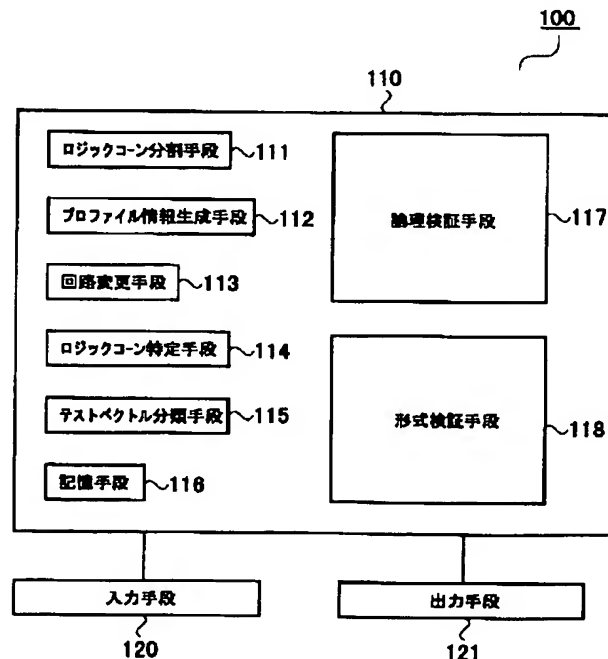 100
110
ロジックコーン分割手段 111
プロファイル情報生成手段 112
回路変更手段 113
ロジックコーン特定手段 114
テストベクトル分類手段 115
記憶手段 116
論理検証手段 117
形式検証手段 118
入力手段 120
出力手段 121